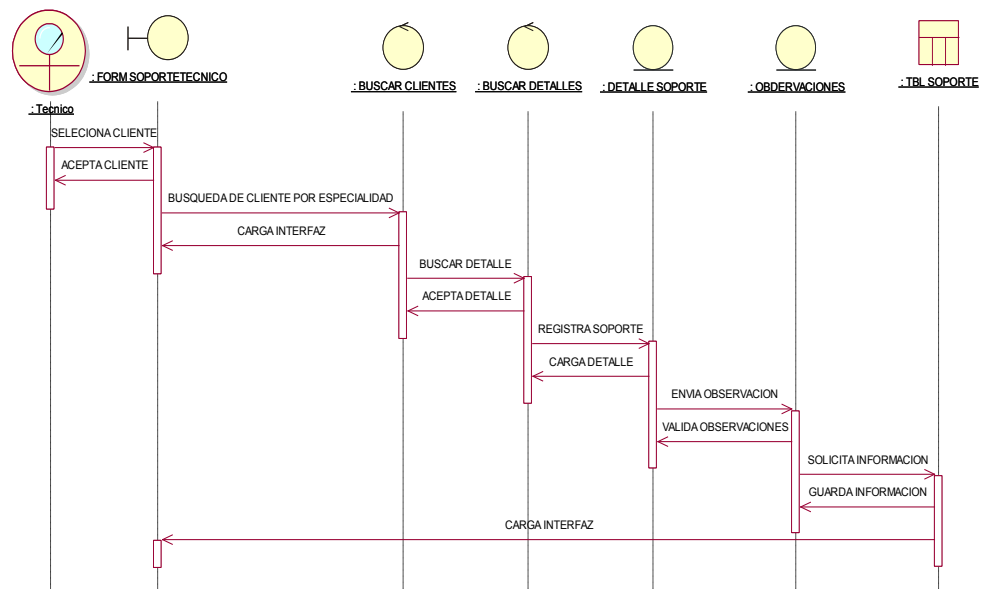 : Tecnico
: FORM SOPORTETECNICO
: BUSCAR CLIENTES
: BUSCAR DETALLES
: DETALLE SOPORTE
: OBDERVACIONES
: TBL SOPORTE
SELECIONA CLIENTE
ACEPTA CLIENTE
BUSQUEDA DE CLIENTE POR ESPECIALIDAD
CARGA INTERFAZ
BUSCAR DETALLE
ACEPTA DETALLE
REGISTRA SOPORTE
CARGA DETALLE
ENVIA OBSERVACION
VALIDA OBSERVACIONES
SOLICITA INFORMACION
GUARDA INFORMACION
CARGA INTERFAZ